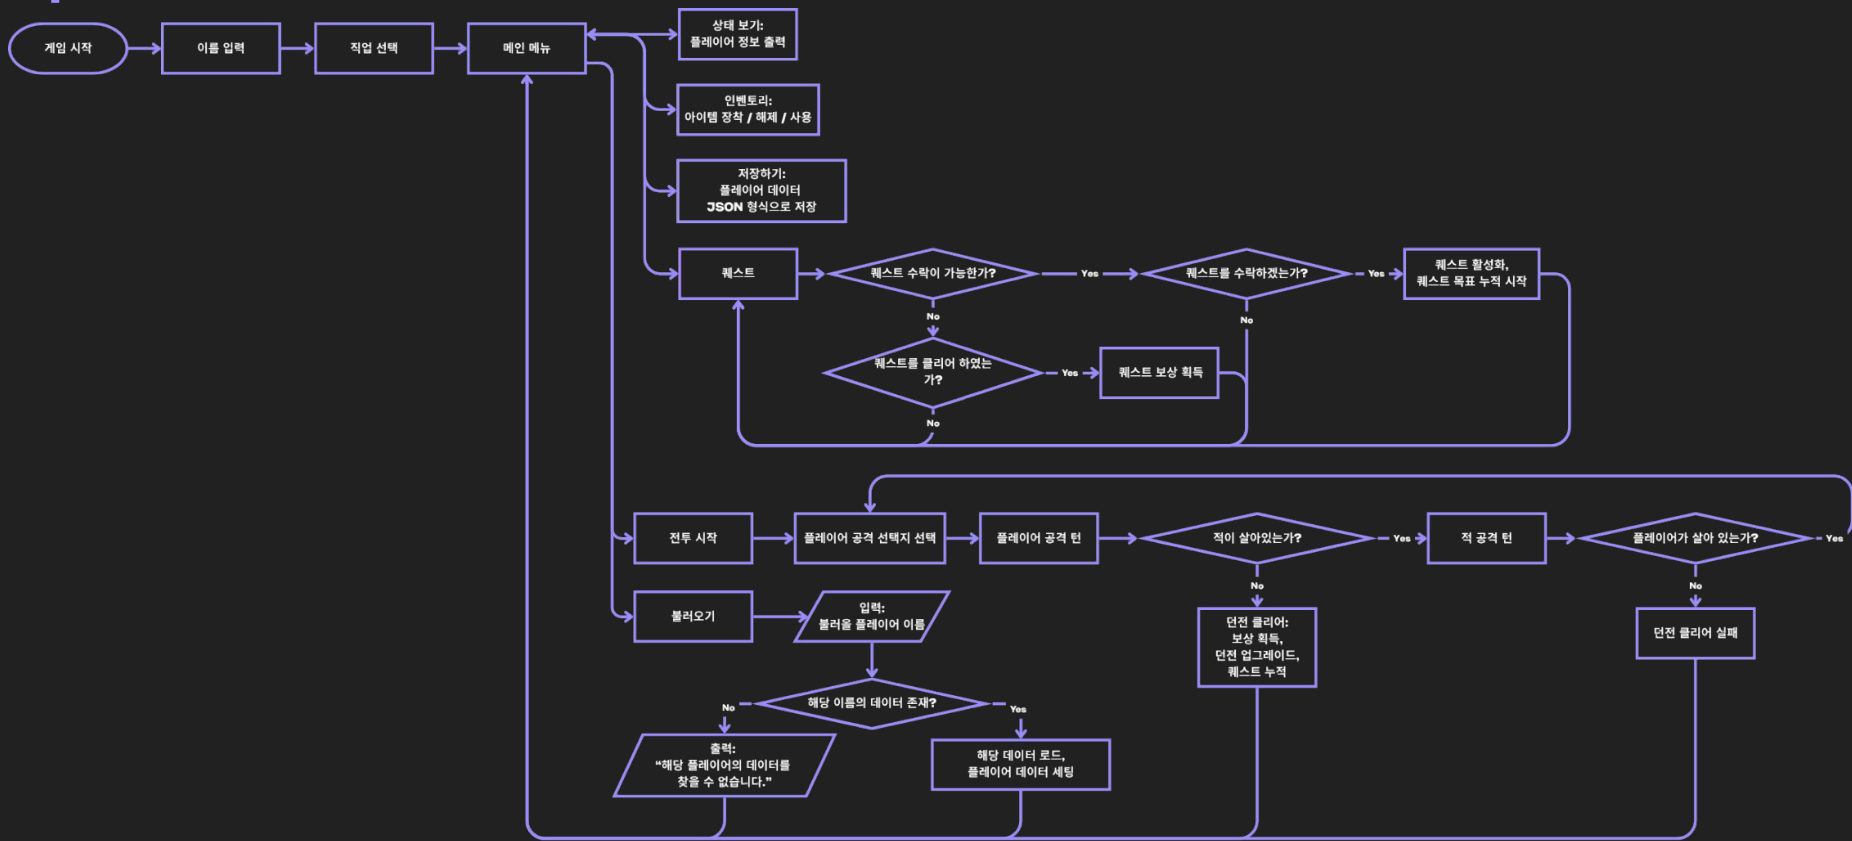 게임 시작
이름 입력
직업 선택
메인 메뉴
상태 보기:
플레이어 정보 출력
인벤토리:
아이템 장착 / 해제 / 사용
저장하기:
플레이어 데이터
JSON 형식으로 저장
퀘스트
퀘스트 수락이 가능한가?
Yes
퀘스트를 수락하겠는가?
Yes
퀘스트 활성화,
퀘스트 목표 누적 시작
No
No
퀘스트를 클리어 하였는
가?
Yes
퀘스트 보상 획득
No
전투 시작
플레이어 공격 선택지 선택
플레이어 공격 턴
적이 살아있는가?
Yes
적 공격 턴
플레이어가 살아 있는가?
Yes
No
No
던전 클리어:
보상 획득,
던전 업그레이드,
퀘스트 누적
던전 클리어 실패
불러오기
입력:
불러올 플레이어 이름
해당 이름의 데이터 존재?
No
Yes
출력:
“해당 플레이어의 데이터를
찾을 수 없습니다.”
해당 데이터 로드,
플레이어 데이터 세팅